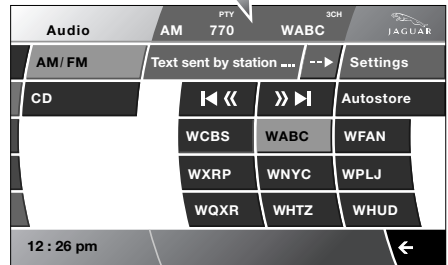 PTY 3CH
Audio AM 770 WABC JAGUAR
AM/FM Text sent by station .... Settings
CD Autostore
WCBS WABC WFAN
WXRP WNYC WPLJ
WQXR WHTZ WHUD
12 : 26 pm